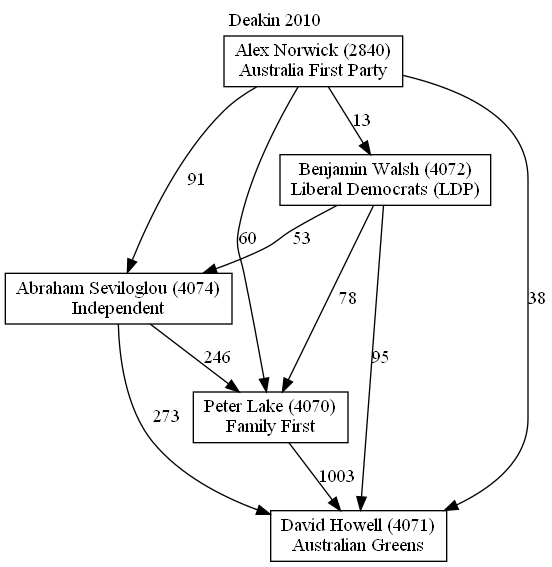 Deakin 2010
Alex Norwick (2840)
Australia First Party
13
Benjamin Walsh (4072)
Liberal Democrats (LDP)
91
60
53
38
Abraham Seviloglou (4074)
Independent
78
246
95
Peter Lake (4070)
Family First
273
1003
David Howell (4071)
Australian Greens